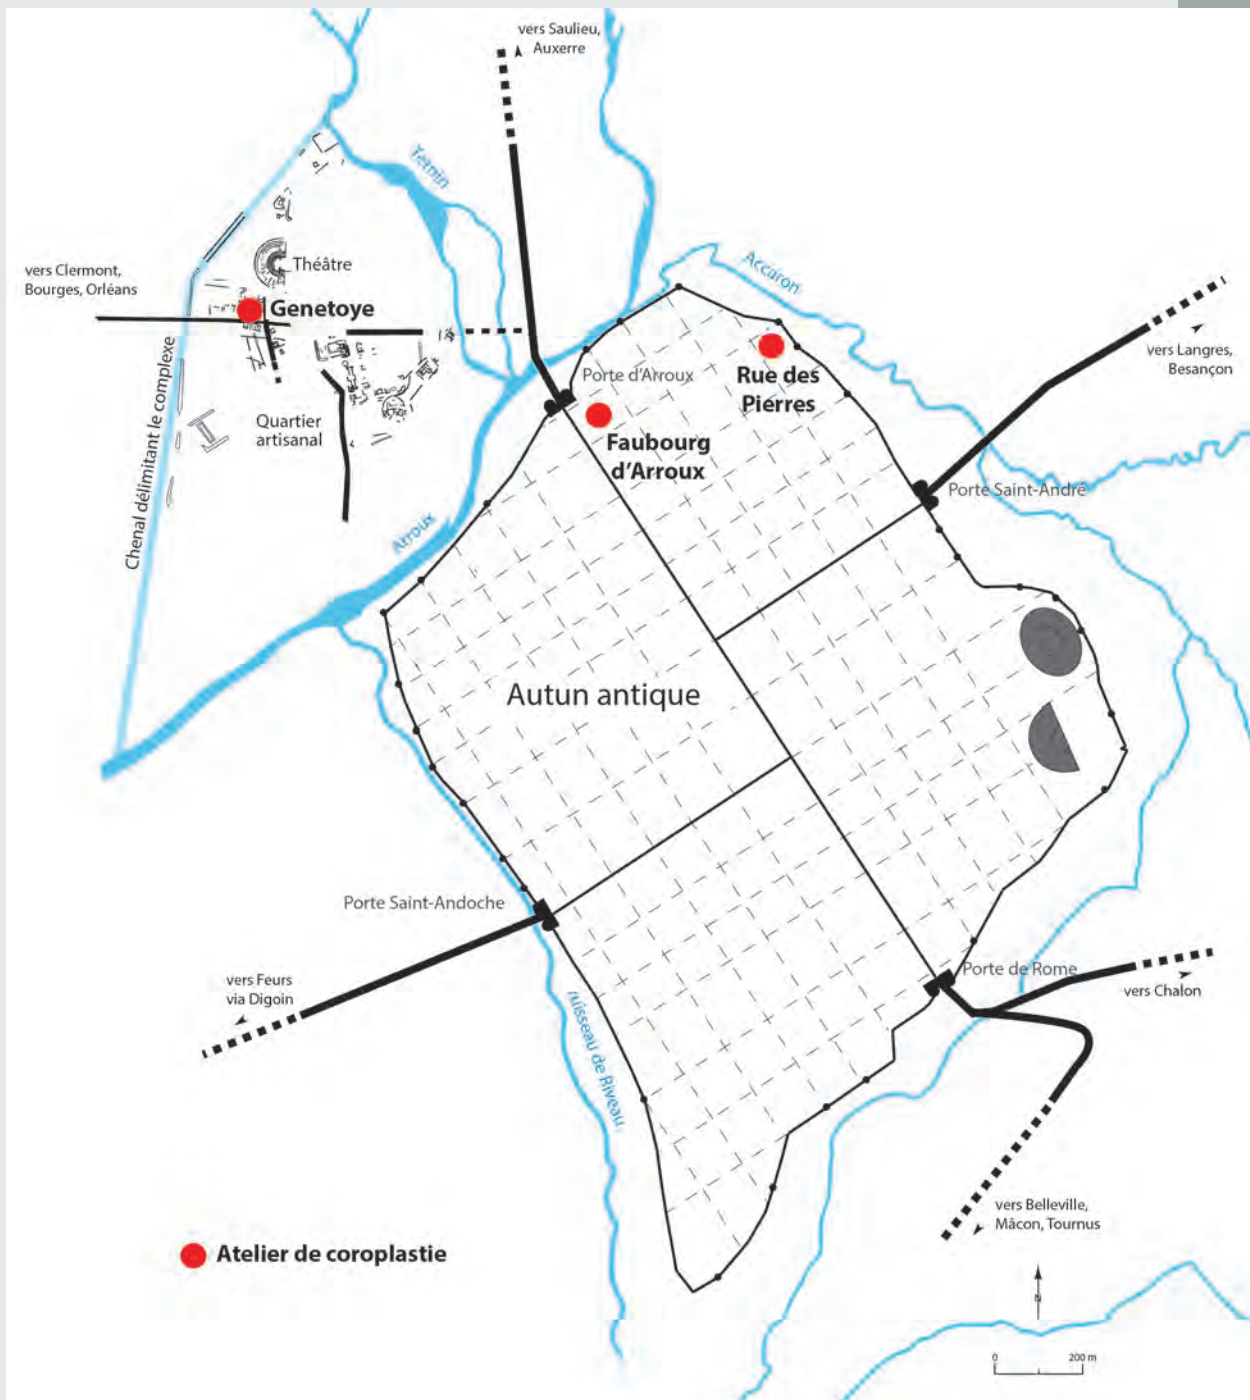 vers Saulieu,
Auxerre
Ternin
Accaron
vers Clermont,
Bourges, Orléans
Théâtre
Genetoye
vers Langres,
Besançon
Porte d'Arroux
Rue des
Pierres
Chenal délimitant le complexe
Quartier
artisanal
Faubourg
d'Arroux
Porte Saint-André
Arroux
Autun antique
Porte Saint-Andoche
Porte de Rome
vers Feurs
via Digoin
vers Chalon
ruisseau de Riveau
vers Belleville,
Mâcon, Tournus
Atelier de coroplastie
N
0 200 m